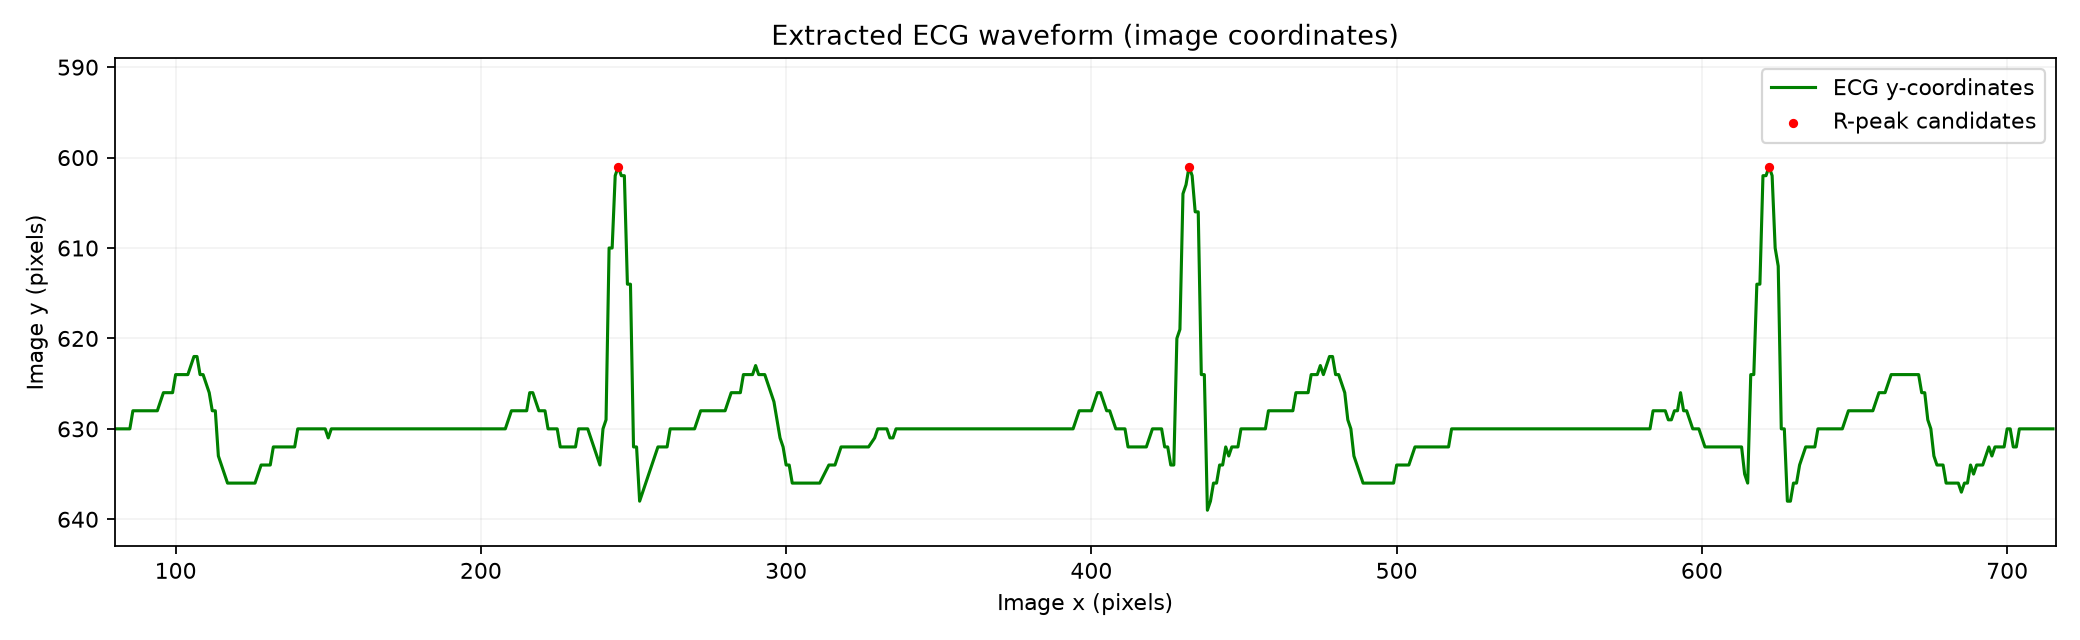 Extracted ECG waveform (image coordinates)
590
600
610
620
630
640
Image y (pixels)
ECG y-coordinates
R-peak candidates
100 200 300 400 500 600 700
Image x (pixels)